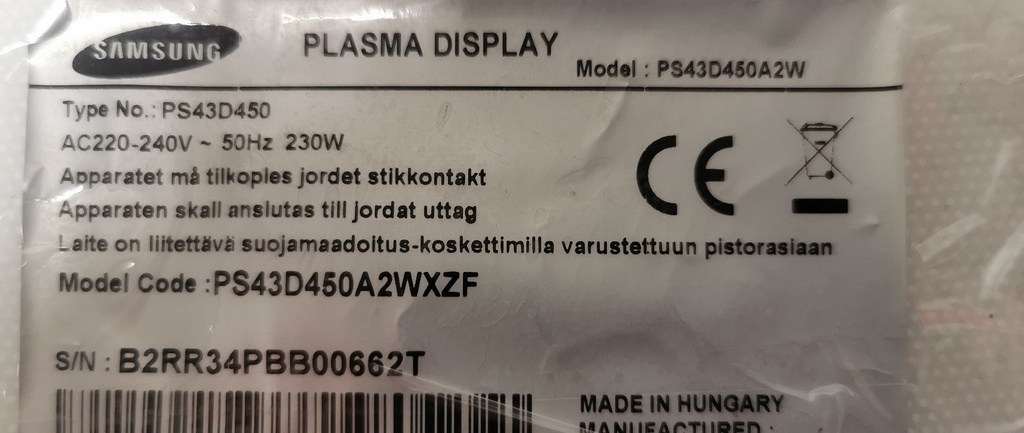 SAMSUNG
PLASMA DISPLAY
Model : PS43D450A2W
Type No.: PS43D450
AC220-240V ~ 50Hz 230W
Apparatet må tilkoples jordet stikkontakt
Apparaten skall anslutas till jordat uttag
Laite on liitettävä suojamaadoitus-koskettimilla varustettuun pistorasiaan
Model Code :PS43D450A2WXZF
S/N : B2RR34PBB00662T
MADE IN HUNGARY
MANUFACTURED :